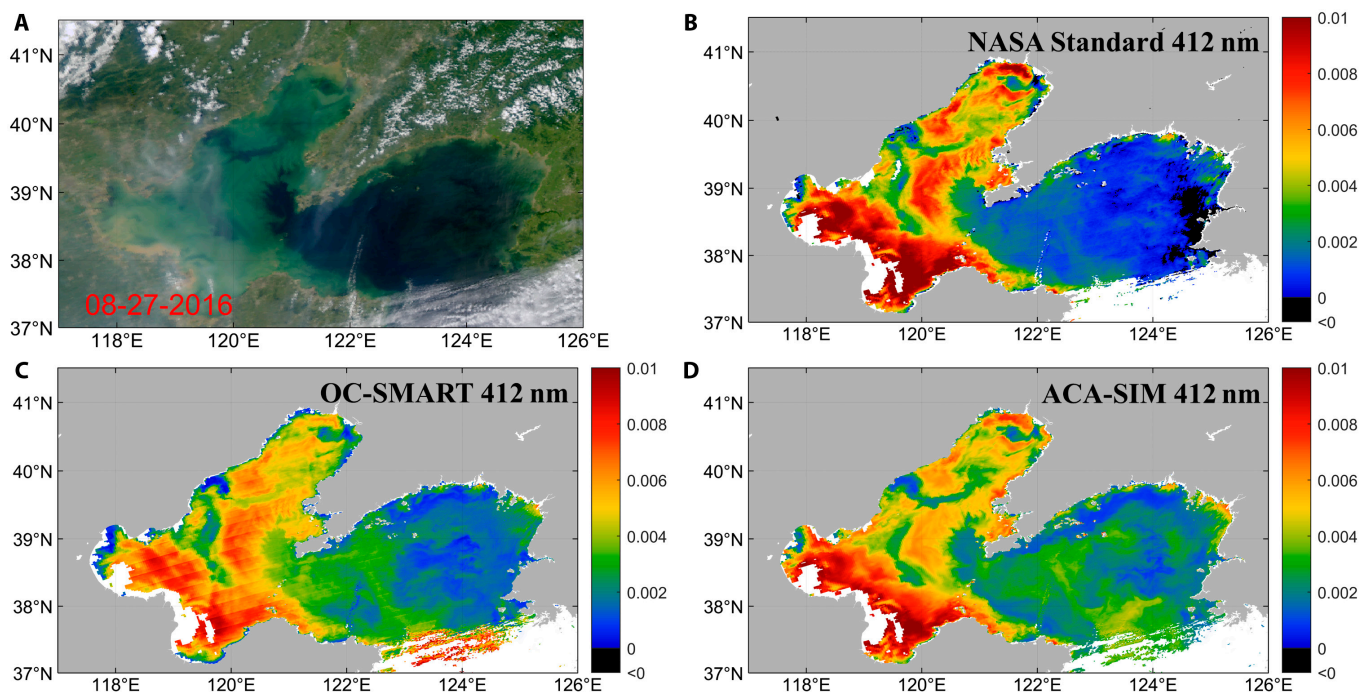 A
41°N
40°N
39°N
38°N
37°N
08-27-2016
118°E 120°E 122°E 124°E 126°E
B
NASA Standard 412 nm
41°N
40°N
39°N
38°N
37°N
118°E 120°E 122°E 124°E 126°E
0.01
0.008
0.006
0.004
0.002
0
<0
C
OC-SMART 412 nm
41°N
40°N
39°N
38°N
37°N
118°E 120°E 122°E 124°E 126°E
0.01
0.008
0.006
0.004
0.002
0
<0
D
ACA-SIM 412 nm
41°N
40°N
39°N
38°N
37°N
118°E 120°E 122°E 124°E 126°E
0.01
0.008
0.006
0.004
0.002
0
<0